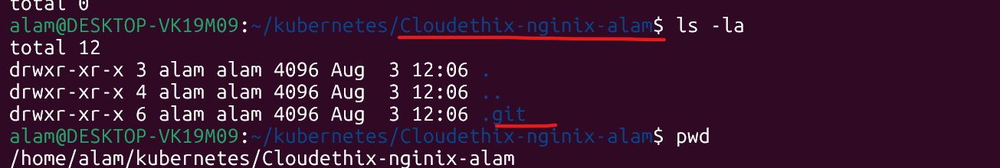 total 0
alam@DESKTOP-VK19M09:~/kubernetes/Cloudethix-nginix-alam$ ls -la
total 12
drwxr-xr-x 3 alam alam 4096 Aug  3 12:06 .
drwxr-xr-x 4 alam alam 4096 Aug  3 12:06 ..
drwxr-xr-x 6 alam alam 4096 Aug  3 12:06 .git
alam@DESKTOP-VK19M09:~/kubernetes/Cloudethix-nginix-alam$ pwd
/home/alam/kubernetes/Cloudethix-nginix-alam